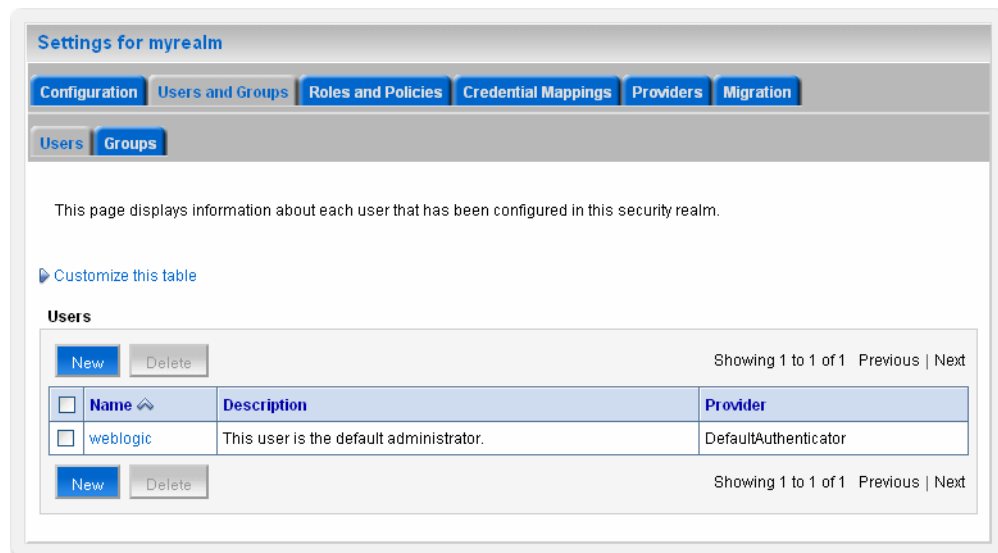 Settings for myrealm
Configuration Users and Groups Roles and Policies Credential Mappings Providers Migration
Users Groups
This page displays information about each user that has been configured in this security realm.
Customize this table
Users
New Delete Showing 1 to 1 of 1 Previous | Next
Name Description Provider
weblogic This user is the default administrator. DefaultAuthenticator
New Delete Showing 1 to 1 of 1 Previous | Next